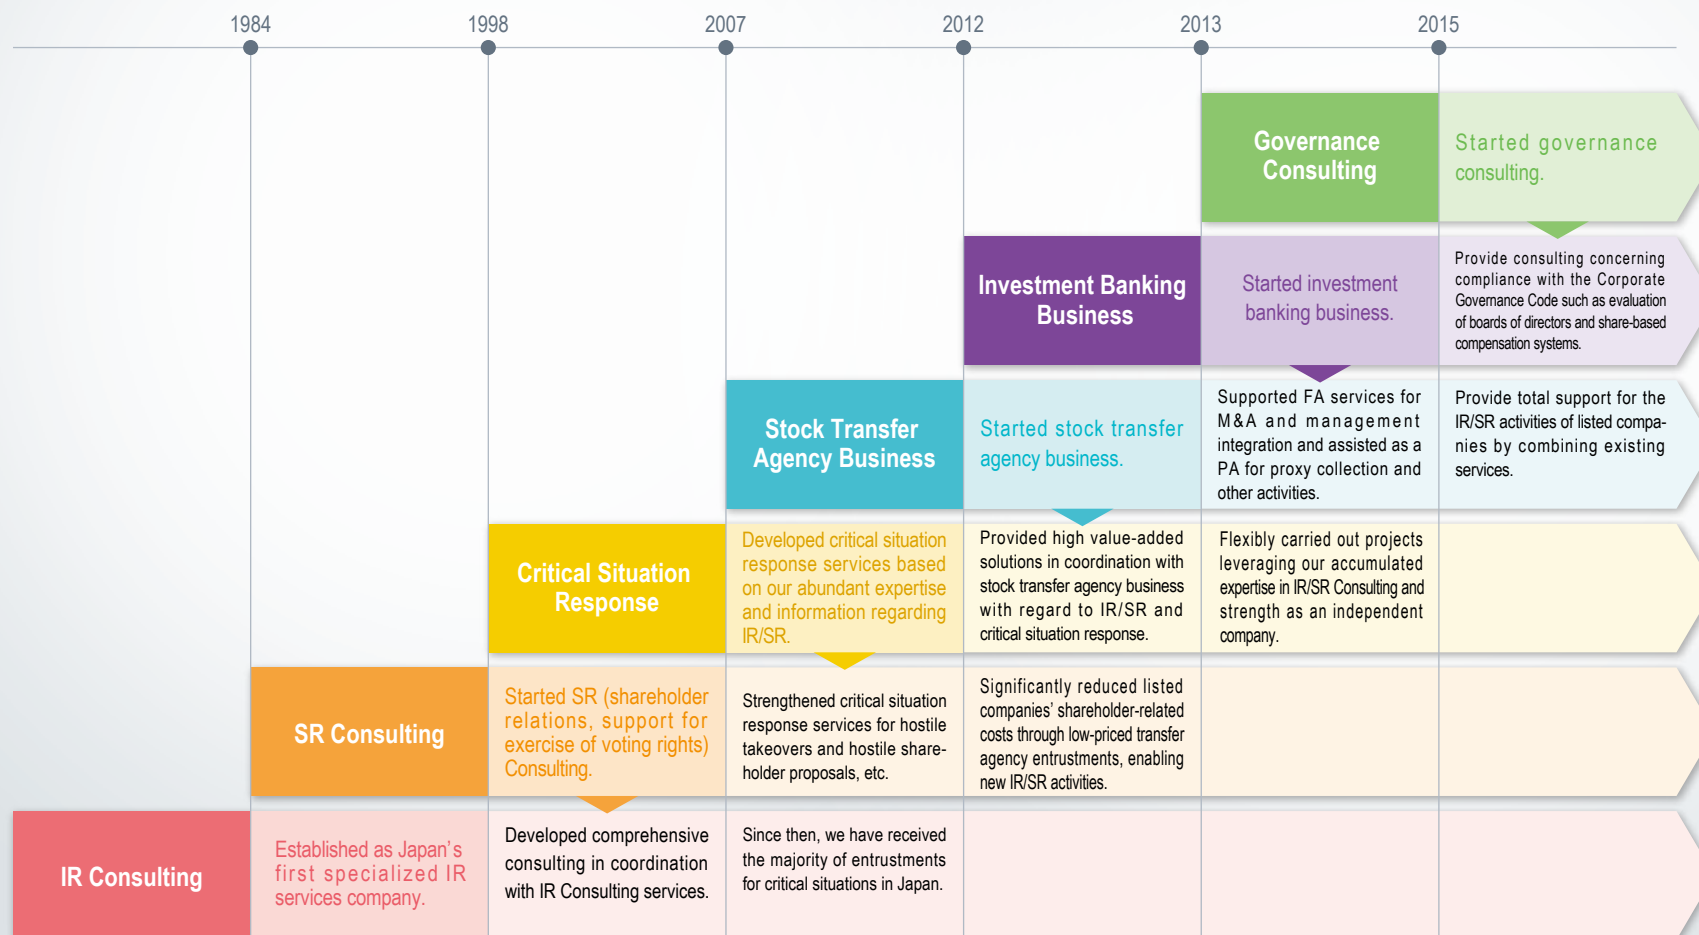 1984
1998
2007
2012
2013
2015
Governance
Consulting
Started governance
consulting.
Investment Banking
Business
Started investment
banking business.
Provide consulting concerning
compliance with the Corporate
Governance Code such as evaluation
of boards of directors and share-based
compensation systems.
Stock Transfer
Agency Business
Started stock transfer
agency business.
Supported FA services for
M&A and management
integration and assisted as a
PA for proxy collection and
other activities.
Provide total support for the
IR/SR activities of listed compa-
nies by combining existing
services.
Critical Situation
Response
Developed critical situation
response services based
on our abundant expertise
and information regarding
IR/SR.
Provided high value-added
solutions in coordination with
stock transfer agency business
with regard to IR/SR and
critical situation response.
Flexibly carried out projects
leveraging our accumulated
expertise in IR/SR Consulting and
strength as an independent
company.
SR Consulting
Started SR (shareholder
relations, support for
exercise of voting rights)
Consulting.
Strengthened critical situation
response services for hostile
takeovers and hostile share-
holder proposals, etc.
Significantly reduced listed
companies' shareholder-related
costs through low-priced transfer
agency entrustments, enabling
new IR/SR activities.
IR Consulting
Established as Japan's
first specialized IR
services company.
Developed comprehensive
consulting in coordination
with IR Consulting services.
Since then, we have received
the majority of entrustments
for critical situations in Japan.